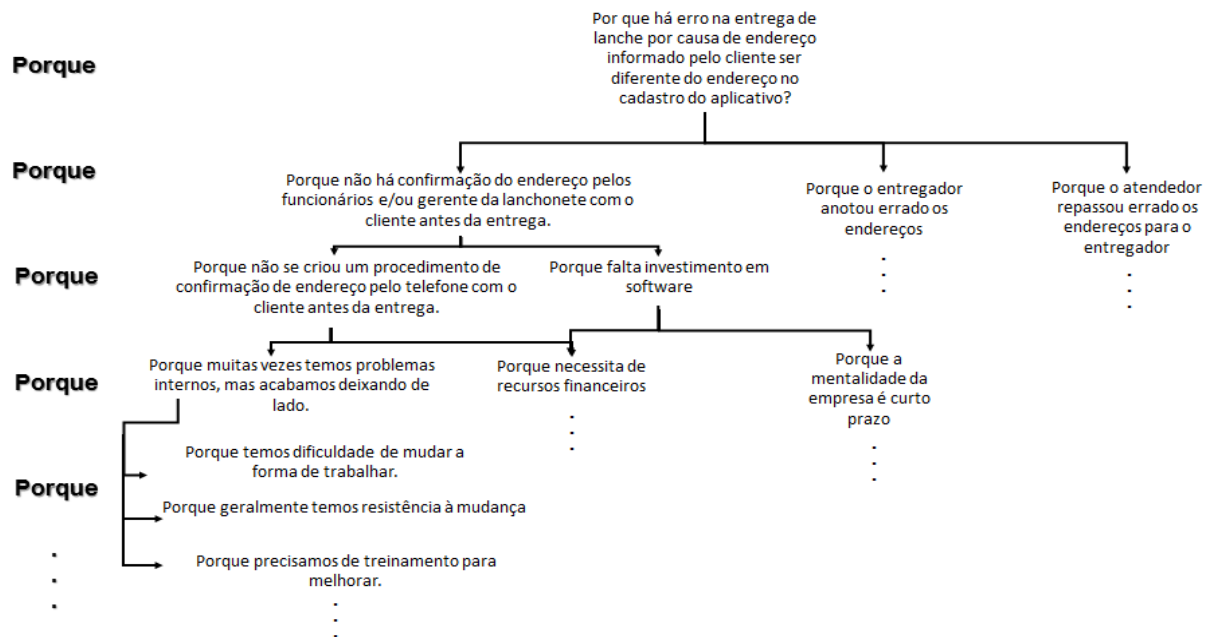 Por que há erro na entrega de
lanche por causa de endereço
informado pelo cliente ser
diferente do endereço no
cadastro do aplicativo?
Porque
Porque
Porque não há confirmação do endereço pelos
funcionários e/ou gerente da lanchonete com o
cliente antes da entrega.
Porque o entregador
anotou errado os
endereços
Porque o atendedor
repassou errado os
endereços para o
entregador
Porque
Porque não se criou um procedimento de
confirmação de endereço pelo telefone com o
cliente antes da entrega.
Porque falta investimento em
software
Porque
Porque muitas vezes temos problemas
internos, mas acabamos deixando de
lado.
Porque necessita de
recursos financeiros
Porque a
mentalidade da
empresa é curto
prazo
Porque
Porque temos dificuldade de mudar a
forma de trabalhar.
Porque geralmente temos resistência à mudança
Porque precisamos de treinamento para
melhorar.